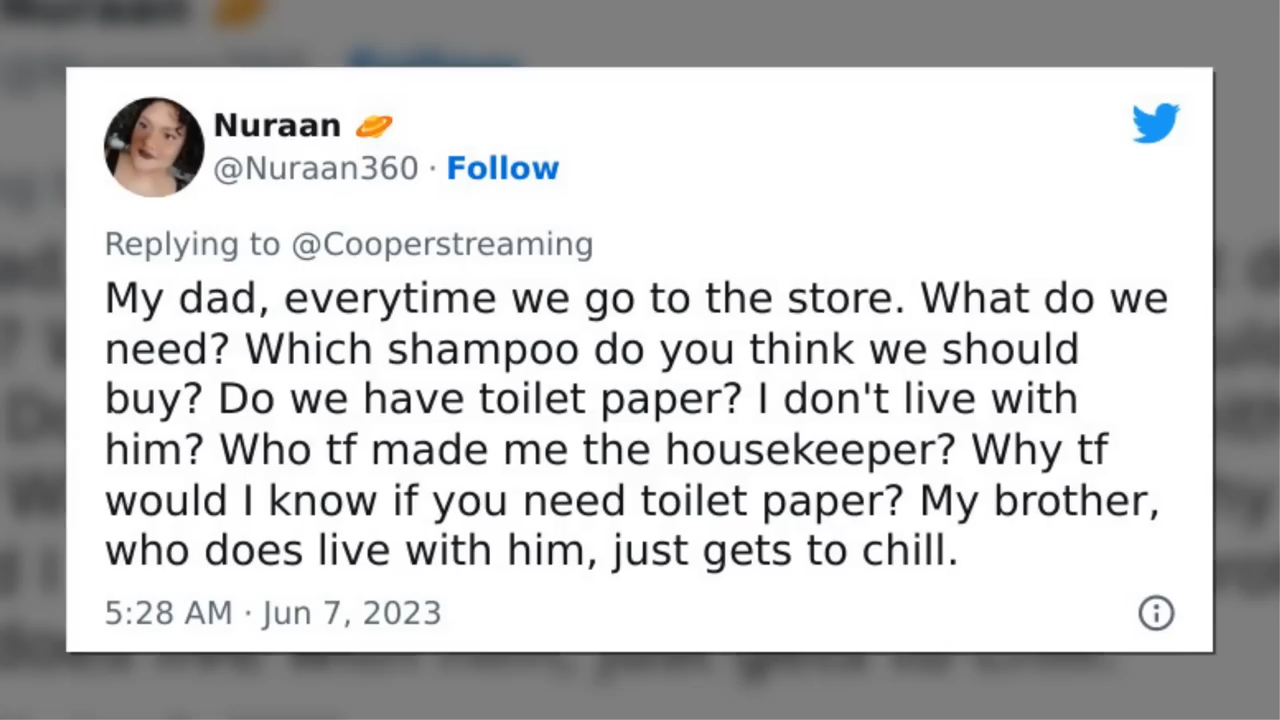 Nuraan 🪐
@Nuraan360 · Follow
Replying to @Cooperstreaming
My dad, everytime we go to the store. What do we
need? Which shampoo do you think we should
buy? Do we have toilet paper? I don't live with
him? Who tf made me the housekeeper? Why tf
would I know if you need toilet paper? My brother,
who does live with him, just gets to chill.
5:28 AM · Jun 7, 2023